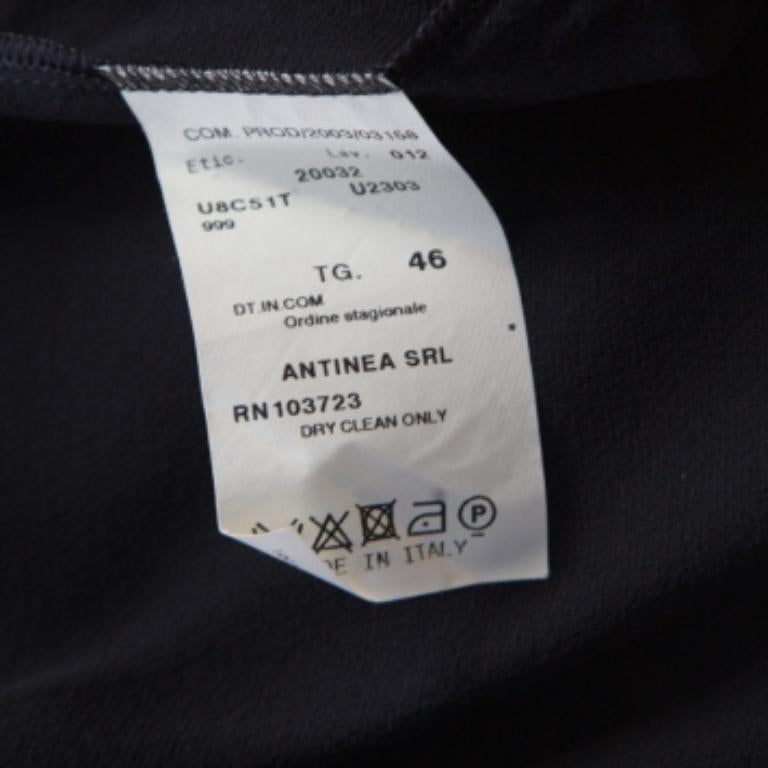 COM. PROD/2003/03168
Etic. Lav. 012
20032
U8C51T U2303
999
TG. 46
DT.IN.COM
Ordine stagionale
ANTINEA SRL
RN103723
DRY CLEAN ONLY
P
IN ITALY